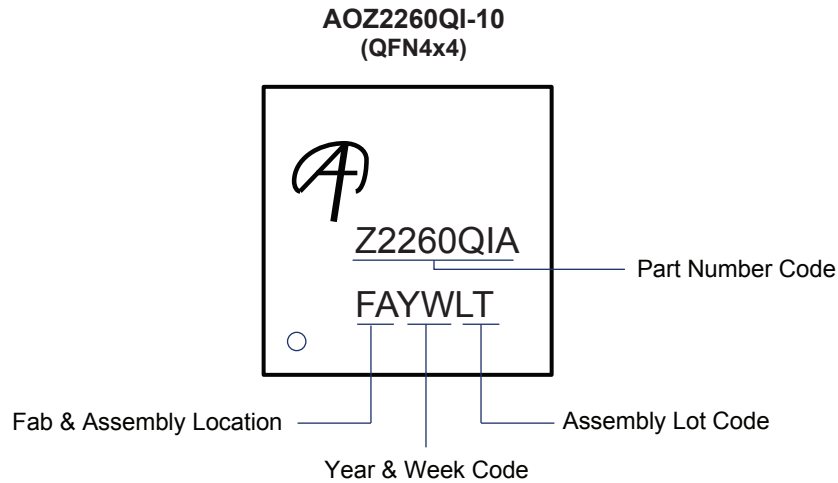 AOZ2260QI-10
(QFN4x4)
Z2260QIA
Part Number Code
FAYWLT
Fab & Assembly Location
Assembly Lot Code
Year & Week Code